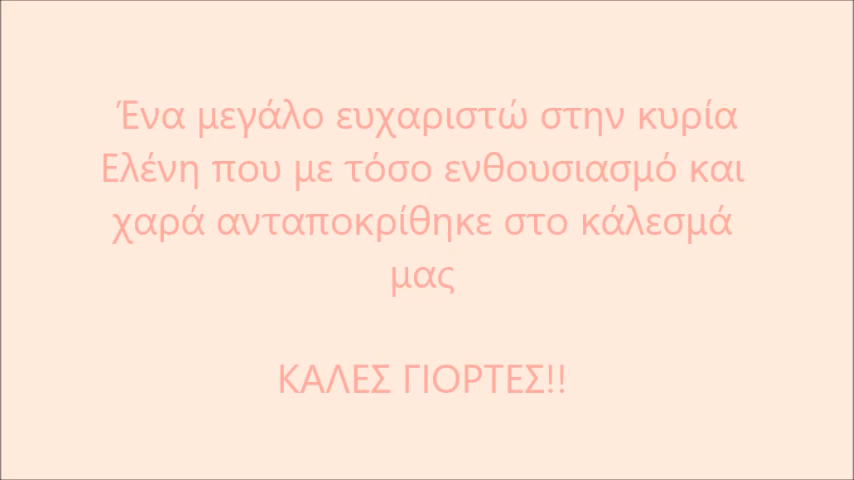 Ένα μεγάλο ευχαριστώ στην κυρία
Ελένη που με τόσο ενθουσιασμό και
χαρά ανταποκρίθηκε στο κάλεσμά
μας
ΚΑΛΕΣ ΓΙΟΡΤΕΣ!!